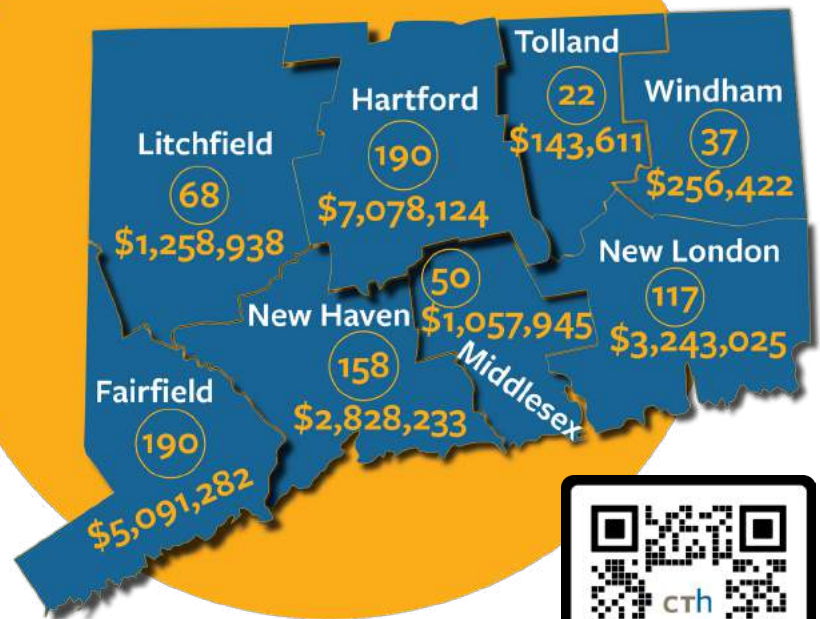 Tolland
22
$143,611
Windham
37
$256,422
Hartford
190
$7,078,124
Litchfield
68
$1,258,938
New London
117
$3,243,025
50
$1,057,945
Middlesex
New Haven
158
$2,828,233
Fairfield
190
$5,091,282
CTh